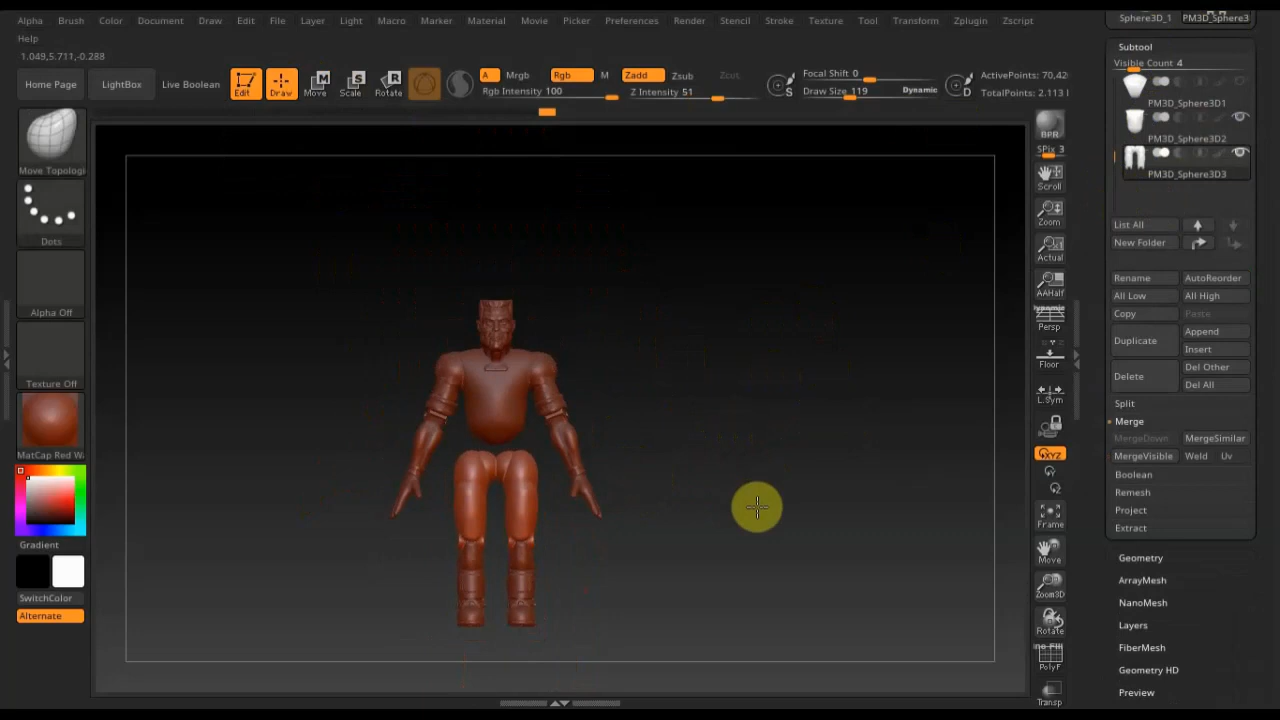 Alpha Brush Color Document Draw Edit File Layer Light Macro Marker Material Movie Picker Preferences Render Stencil Stroke Texture Tool Transform Zplugin Zscript
Help
1.049,5.711,-0.288
Home Page
LightBox
Live Boolean
Edit
Draw
Move
Scale
Rotate
A Mrgb
Rgb M
Rgb Intensity 100
Zadd Zsub
Z Intensity 51
S
Focal Shift 0
Draw Size 119
Dynamic
D
ActivePoints: 70,42
TotalPoints: 2.113
Move Topologi
Dots
Alpha Off
Texture Off
MatCap Red W
Gradient
SwitchColor
Alternate
BPR
SPix 3
Scroll
Zoom
Actual
AAHalf
Dynamic
Persp
Floor
L.Sym
XYZ
Frame
Move
Zoom3D
Rotate
PolyF
Transp
Sphere3D_1 PM3D_Sphere3
Subtool
Visible Count 4
PM3D_Sphere3D1
PM3D_Sphere3D2
PM3D_Sphere3D3
List All
New Folder
Rename AutoReorder
All Low All High
Copy Paste
Duplicate Append
Insert
Delete Del Other
Del All
Split
Merge
MergeDown MergeSimilar
MergeVisible Weld Uv
Boolean
Remesh
Project
Extract
Geometry
ArrayMesh
NanoMesh
Layers
FiberMesh
Geometry HD
Preview